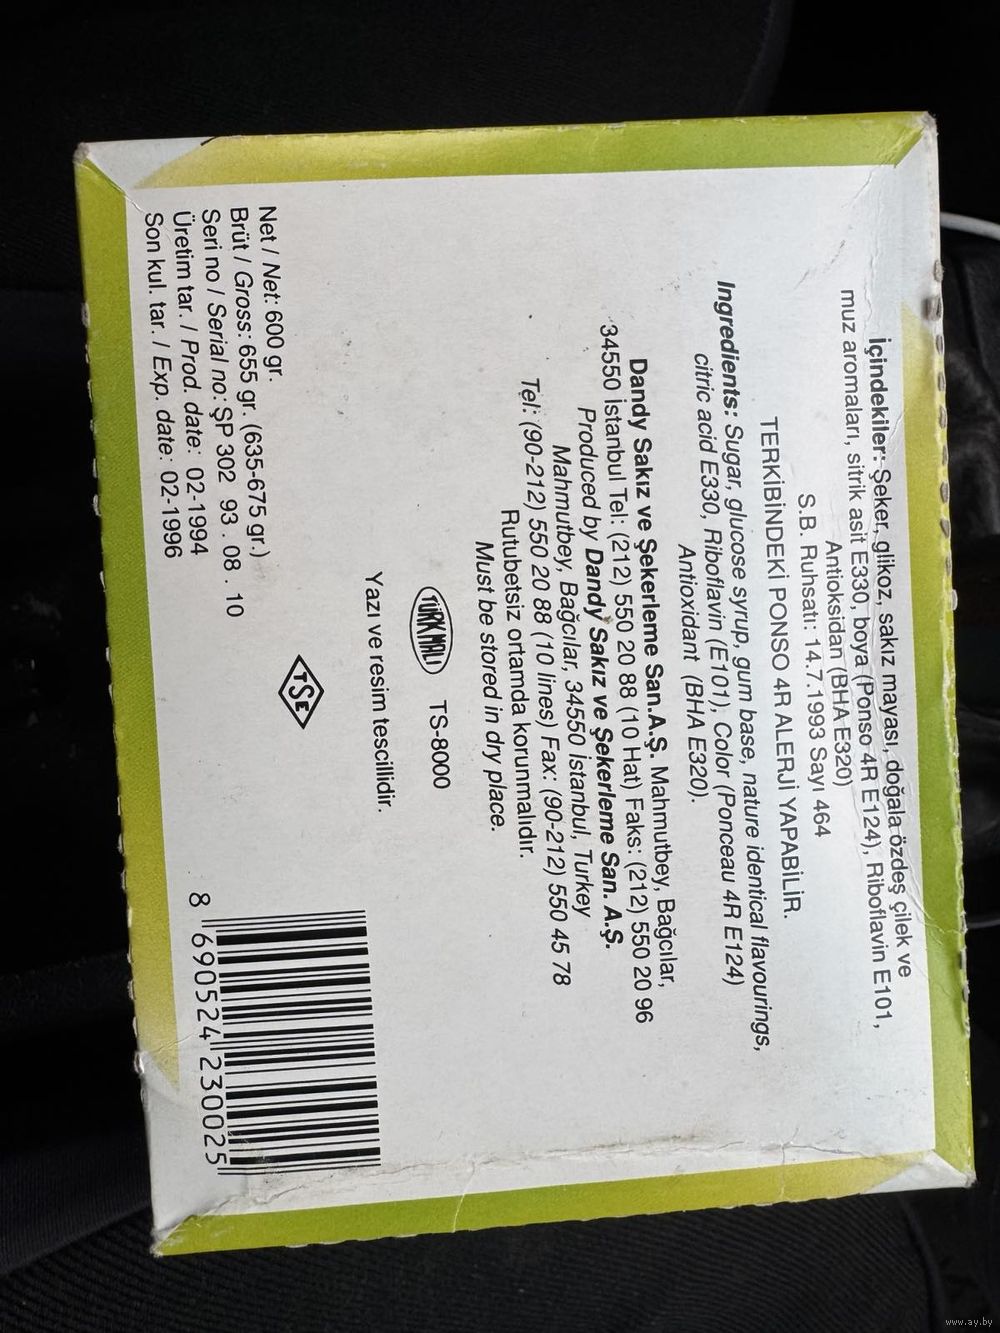 İçindekiler: Şeker, glikoz, sakız mayası, doğala özdeş çilek ve
muz aromaları, sitrik asit E330, boya (Ponso 4R E124), Riboflavin E101,
Antioksidan (BHA E320)
S.B. Ruhsatı: 14.7.1993 Sayı 464
TERKİBİNDEKİ PONSO 4R ALERJİ YAPABİLİR.
Ingredients: Sugar, glucose syrup, gum base, nature identical flavourings,
citric acid E330, Riboflavin (E101), Color (Ponceau 4R E124)
Antioxidant (BHA E320).
Dandy Sakız ve Şekerleme San.A.Ş. Mahmutbey, Bağcılar,
34550 İstanbul Tel: (212) 550 20 88 (10 Hat) Faks: (212) 550 20 96
Produced by Dandy Sakız ve Şekerleme San. A.Ş.
Mahmutbey, Bağcılar, 34550 İstanbul, Turkey
Tel: (90-212) 550 20 88 (10 lines) Fax: (90-212) 550 45 78
Rutubetsiz ortamda korunmalıdır.
Must be stored in dry place.
TÜRK MALI TS-8000
Yazı ve resim tescillidir.
TSE
Net / Net: 600 gr.
Brüt / Gross: 655 gr. (635-675 gr.)
Seri no / Serial no: ŞP 302 93 . 08 . 10
Üretim tar. / Prod. date: 02-1994
Son kul. tar. / Exp. date: 02-1996
8 690524 230025
www.ay.by